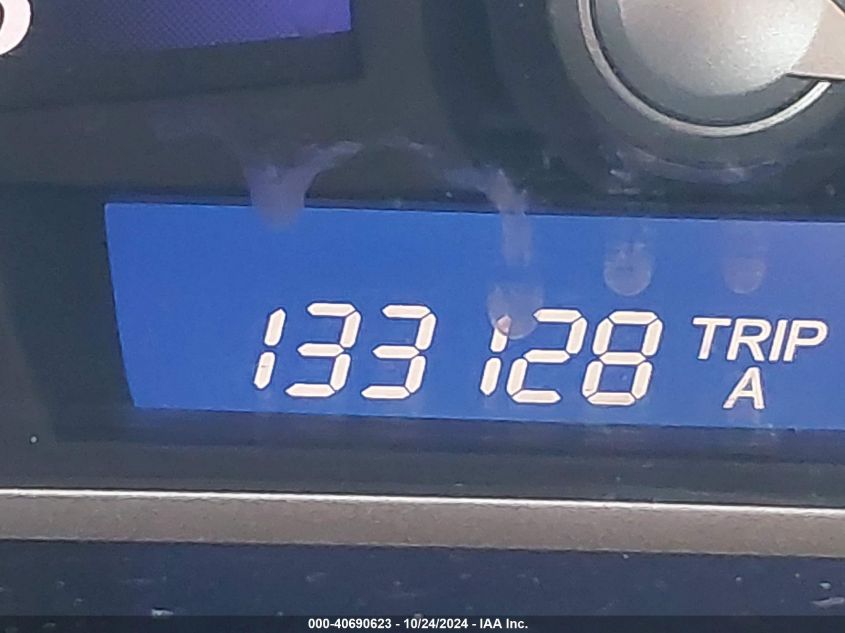 133128 TRIP
A
000-40690623 - 10/24/2024 - IAA Inc.